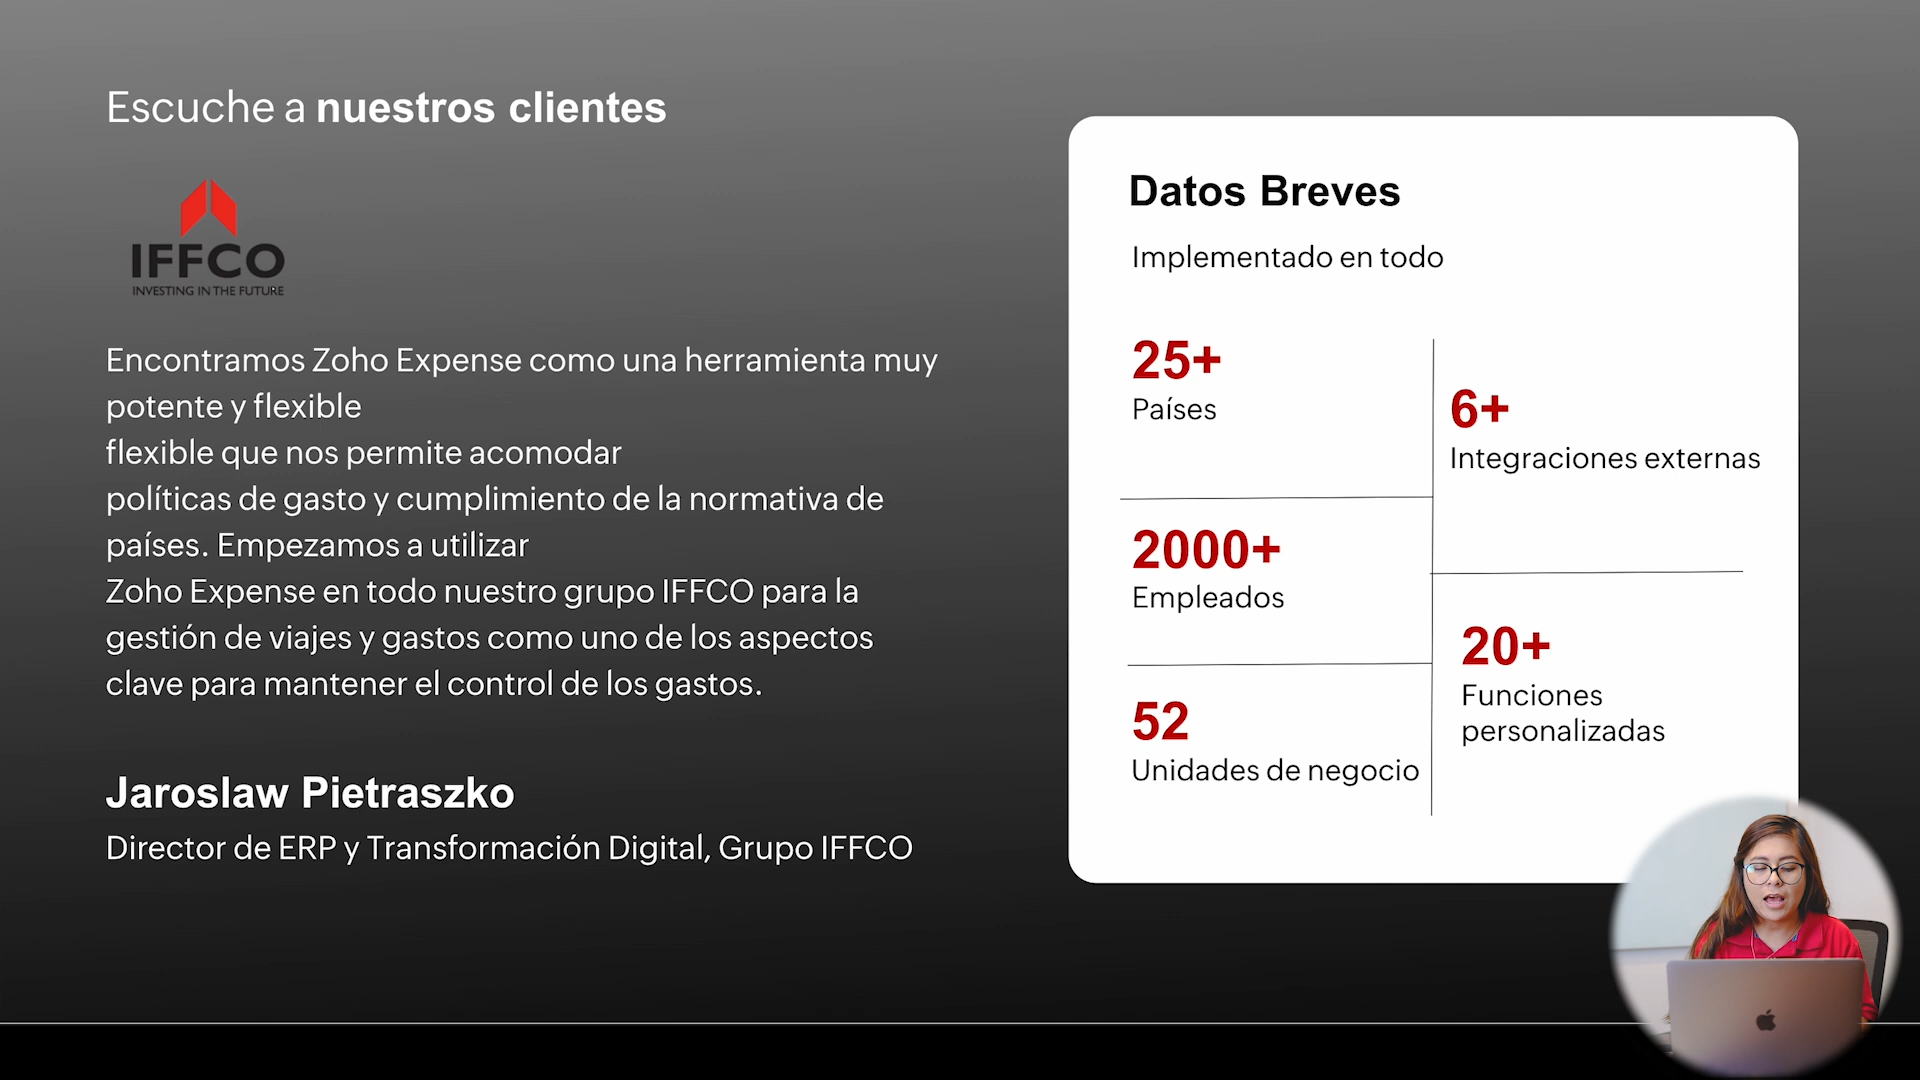 Escuche a nuestros clientes
IFFCO
INVESTING IN THE FUTURE
Encontramos Zoho Expense como una herramienta muy
potente y flexible
flexible que nos permite acomodar
políticas de gasto y cumplimiento de la normativa de
países. Empezamos a utilizar
Zoho Expense en todo nuestro grupo IFFCO para la
gestión de viajes y gastos como uno de los aspectos
clave para mantener el control de los gastos.
Jaroslaw Pietraszko
Director de ERP y Transformación Digital, Grupo IFFCO
Datos Breves
Implementado en todo
25+
Países
2000+
Empleados
52
Unidades de negocio
6+
Integraciones externas
20+
Funciones
personalizadas